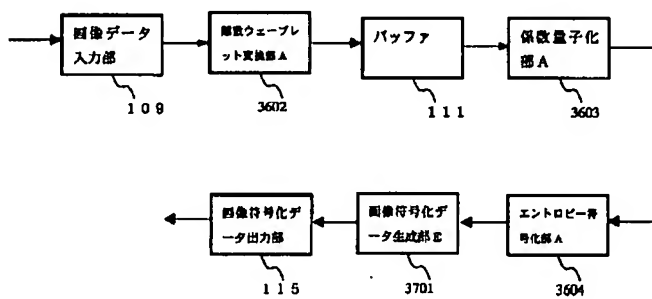 画像データ
入力部
離散ウェーブレ
ット変換部A
バッファ
係数量子化
部A
109
3602
111
3603
画像符号化デ
ータ出力部
画像符号化デ
ータ生成部E
エントロピー符
号化部A
115
3701
3604